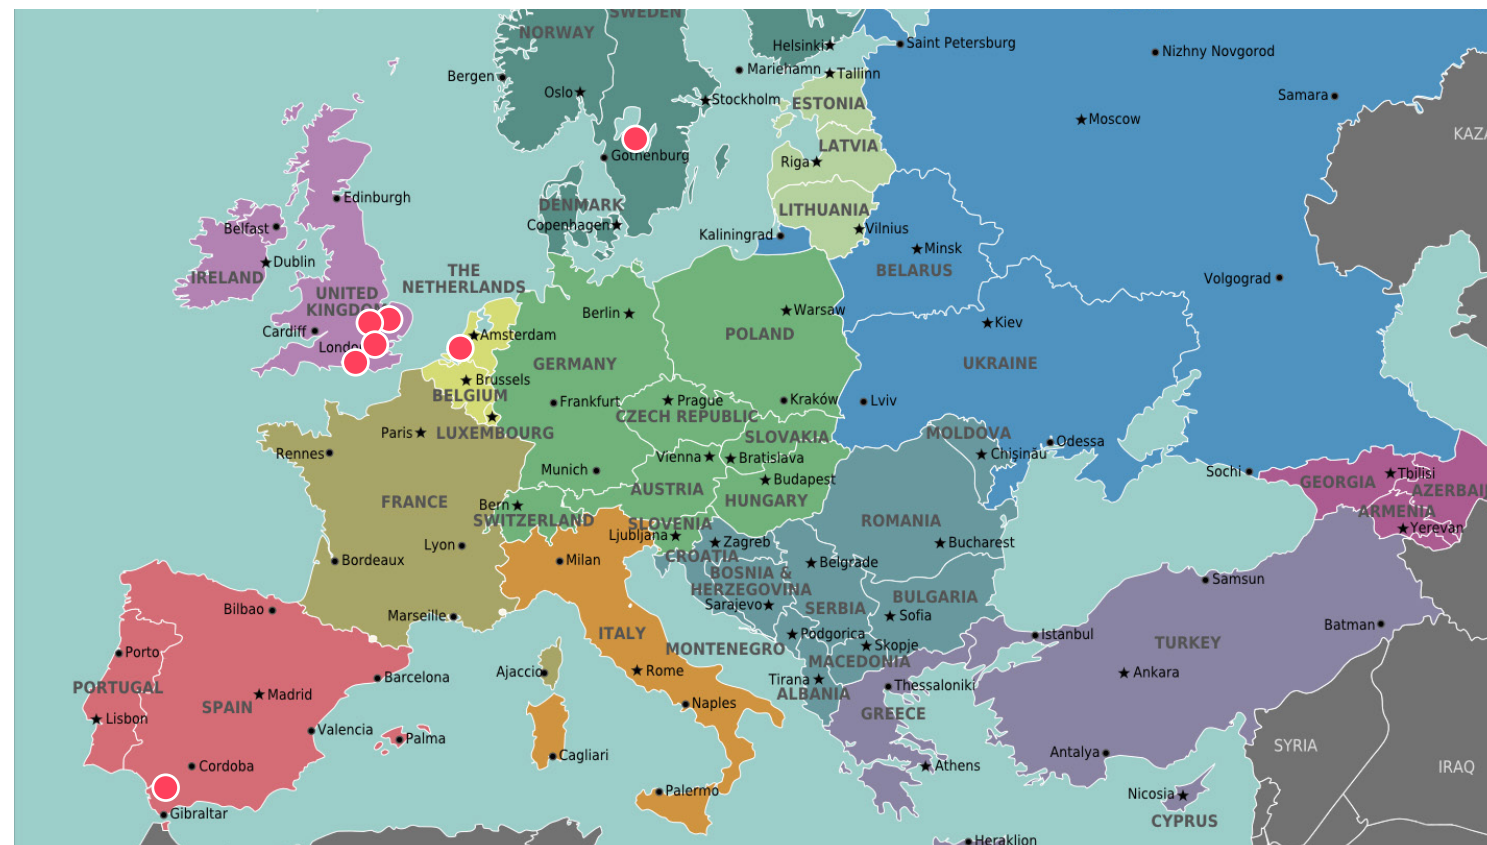 SWEDEN
NORWAY
Helsinki
Saint Petersburg
Nizhny Novgorod
Bergen
Mariehamn
Tallinn
Oslo
Stockholm
ESTONIA
Samara
Moscow
KAZA
LATVIA
Gothenburg
Riga
Edinburgh
DENMARK
LITHUANIA
Copenhagen
Belfast
Kaliningrad
Vilnius
Minsk
Dublin
BELARUS
IRELAND
THE
NETHERLANDS
Volgograd
UNITED
KINGDOM
Berlin
Warsaw
Kiev
Cardiff
Amsterdam
POLAND
London
GERMANY
UKRAINE
Brussels
BELGIUM
Frankfurt
Prague
Kraków
Lviv
CZECH REPUBLIC
Paris
LUXEMBOURG
SLOVAKIA
MOLDOVA
Odessa
Rennes
Vienna
Bratislava
Chişinău
Munich
Sochi
Tbilisi
Budapest
GEORGIA
AZERBAIJ
FRANCE
AUSTRIA
HUNGARY
Bern
ARMENIA
SWITZERLAND
SLOVENIA
ROMANIA
Yerevan
Ljubljana
Zagreb
Lyon
Bucharest
Bordeaux
Milan
CROATIA
Belgrade
BOSNIA &
HERZEGOVINA
Samsun
BULGARIA
Bilbao
Sarajevo
SERBIA
Marseille
Sofia
Batman
ITALY
Podgorica
Istanbul
TURKEY
Porto
MONTENEGRO
Skopje
MACEDONIA
Ajaccio
Rome
Ankara
Barcelona
Tirana
Thessaloniki
PORTUGAL
Madrid
ALBANIA
SPAIN
Naples
GREECE
Lisbon
Valencia
Palma
SYRIA
Cagliari
Antalya
Cordoba
Athens
IRAQ
Palermo
Nicosia
Gibraltar
CYPRUS
Heraklion